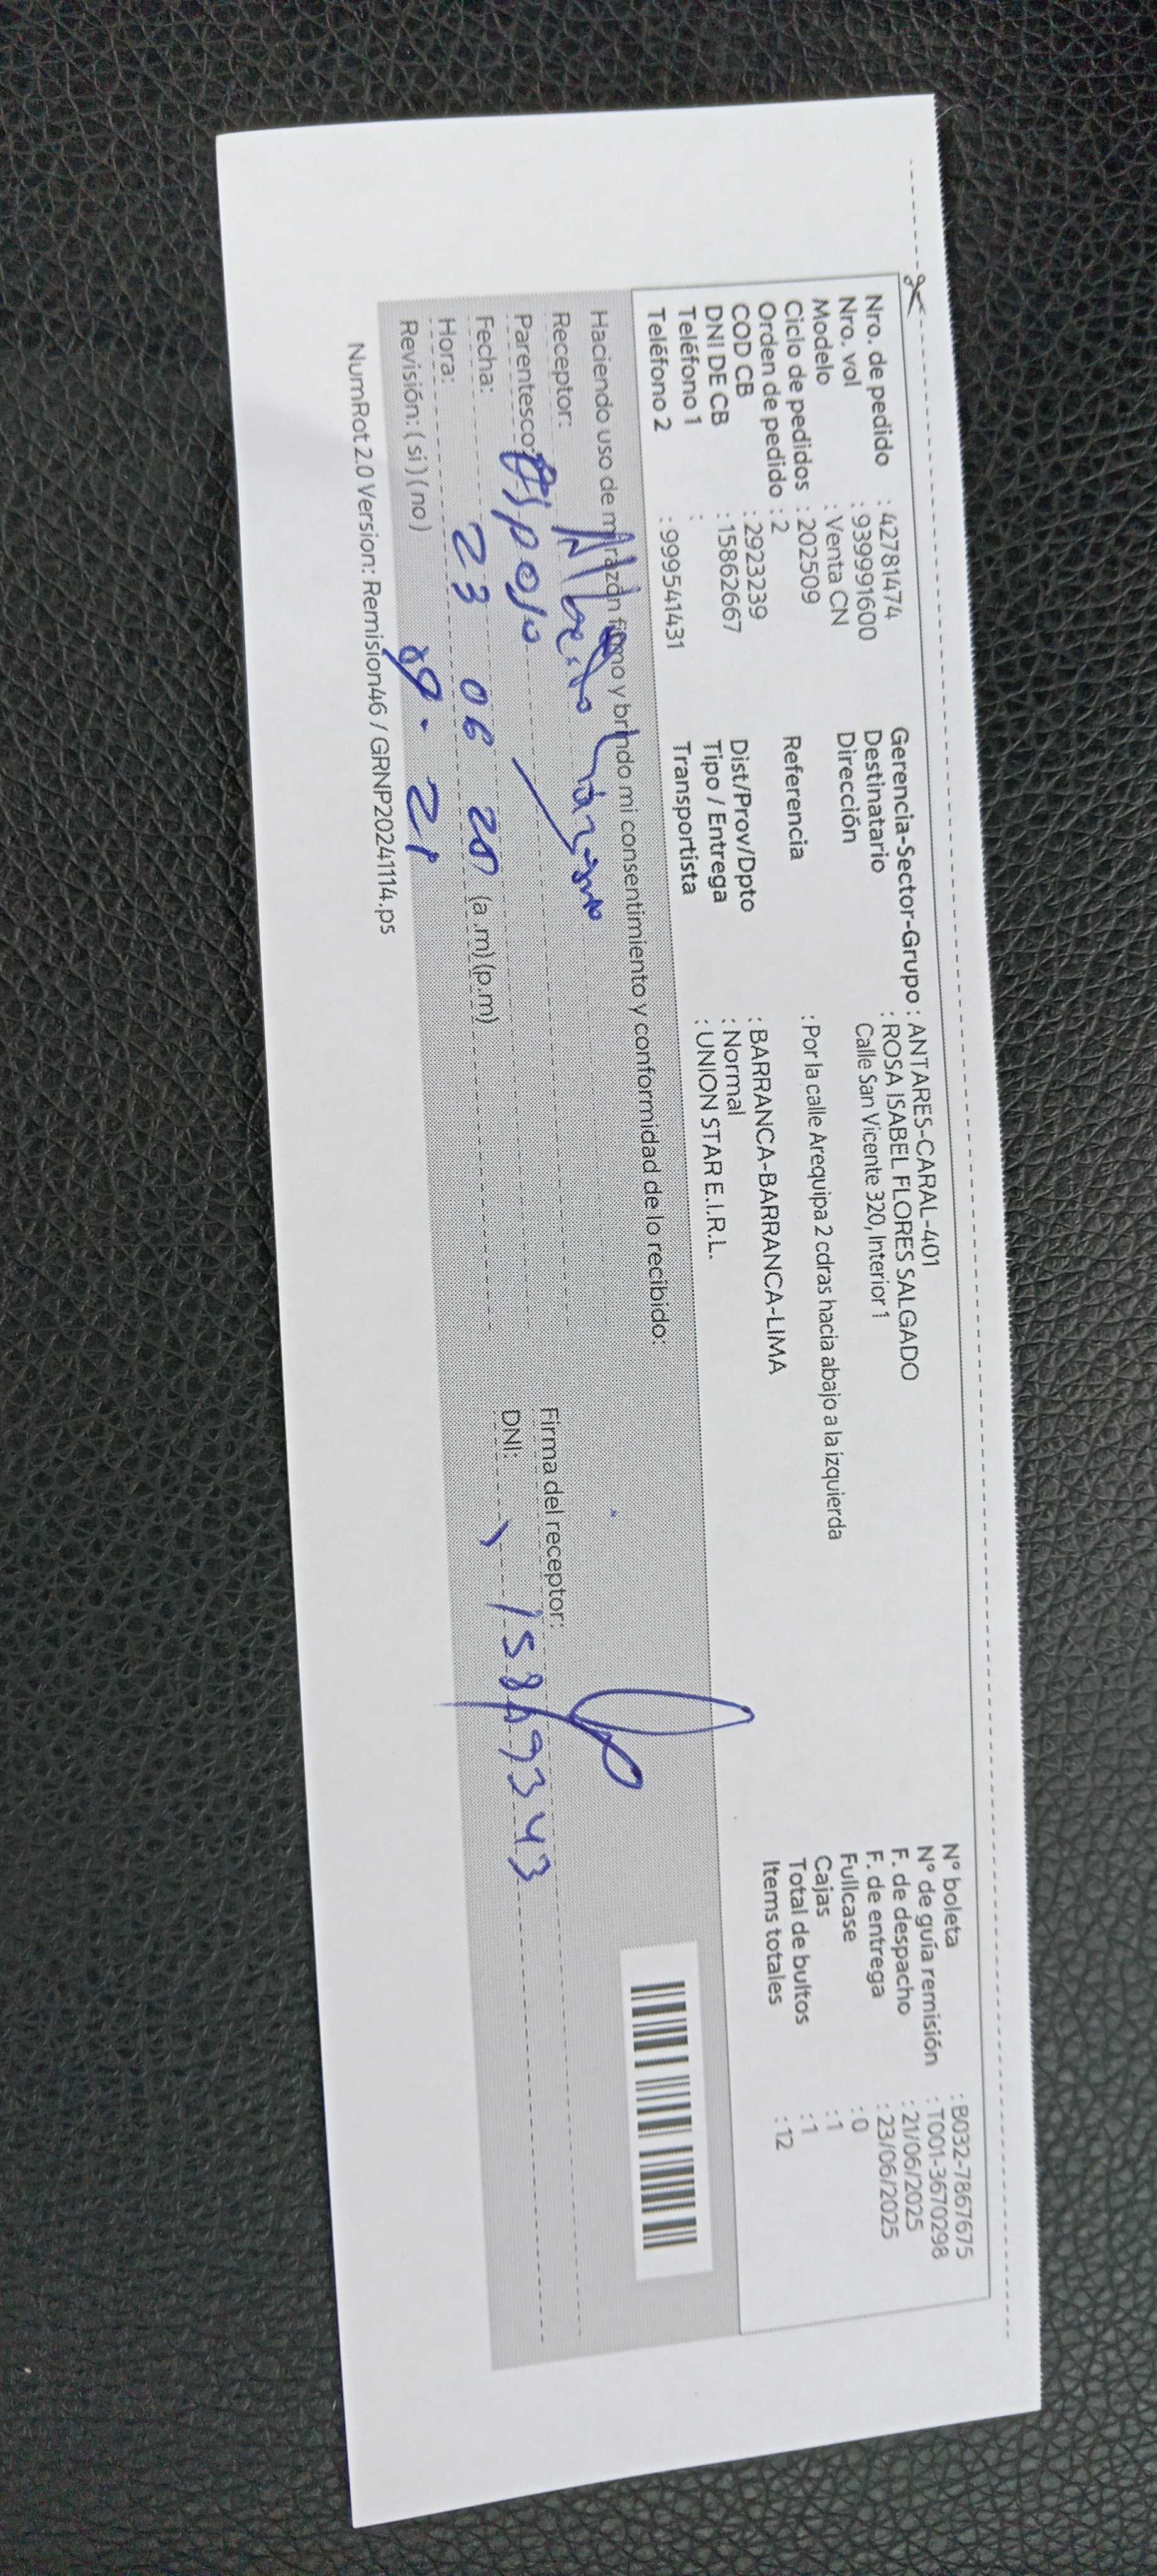 Nro. de pedido : 42781474
Nro. vol : 939991600
Modelo : Venta CN
Ciclo de pedidos : 202509
Orden de pedido : 2
COD CB : 2923239
DNI DE CB : 15862667
Teléfono 1 :
Teléfono 2 : 999541431
Gerencia-Sector-Grupo : ANTARES-CARAL-401
Destinatario : ROSA ISABEL FLORES SALGADO
Dirección Calle San Vicente 320, Interior 1
Referencia : Por la calle Arequipa 2 cdras hacia abajo a la izquierda
Dist/Prov/Dpto : BARRANCA-BARRANCA-LIMA
Tipo / Entrega : Normal
Transportista : UNION STAR E.I.R.L.
N° boleta : B032-7867675
N° de guía remisión : T001-3670298
F. de despacho : 21/06/2025
F. de entrega : 23/06/2025
Fullcase : 0
Cajas : 1
Total de bultos : 1
Items totales : 12
Haciendo uso de mi razón firmo y brindo mi consentimiento y conformidad de lo recibido:
Receptor: Alberto
Parentesco: Esposo
Fecha: 23 06 20
Hora: (a.m) (p.m)
Revisión: (si) (no) 09. 21
Firma del receptor:
DNI:
NumRot 2.0 Version: Remision46 / GRNP20241114.ps